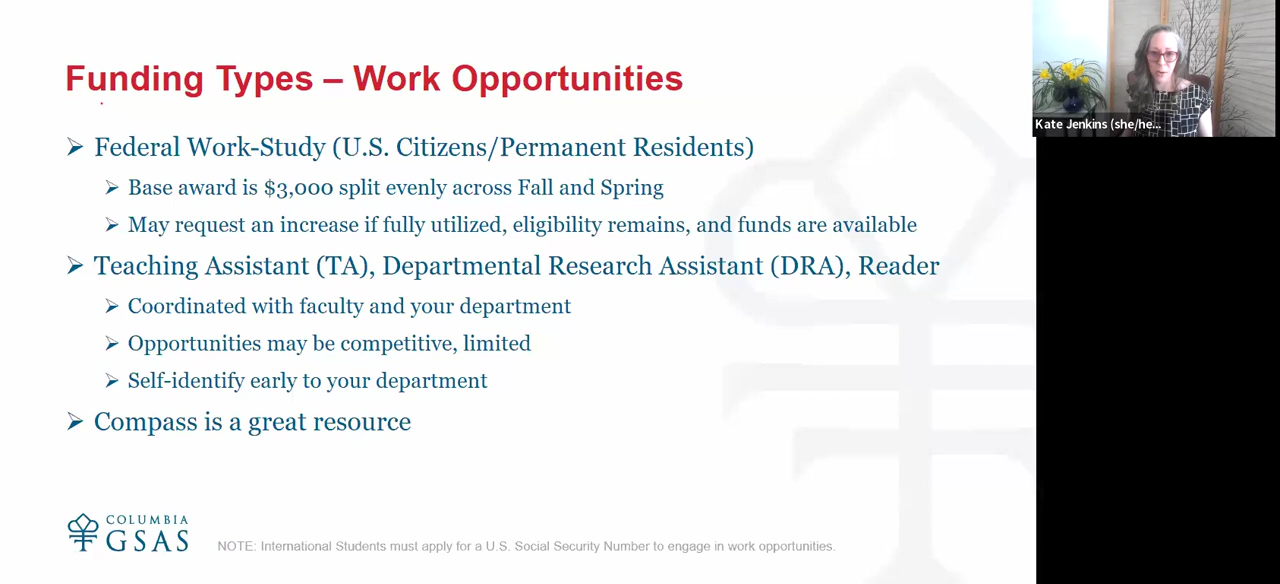 Funding Types – Work Opportunities
Federal Work-Study (U.S. Citizens/Permanent Residents)
Base award is $3,000 split evenly across Fall and Spring
May request an increase if fully utilized, eligibility remains, and funds are available
Teaching Assistant (TA), Departmental Research Assistant (DRA), Reader
Coordinated with faculty and your department
Opportunities may be competitive, limited
Self-identify early to your department
Compass is a great resource
COLUMBIA
GSAS
NOTE: International Students must apply for a U.S. Social Security Number to engage in work opportunities.
Kate Jenkins (she/he...